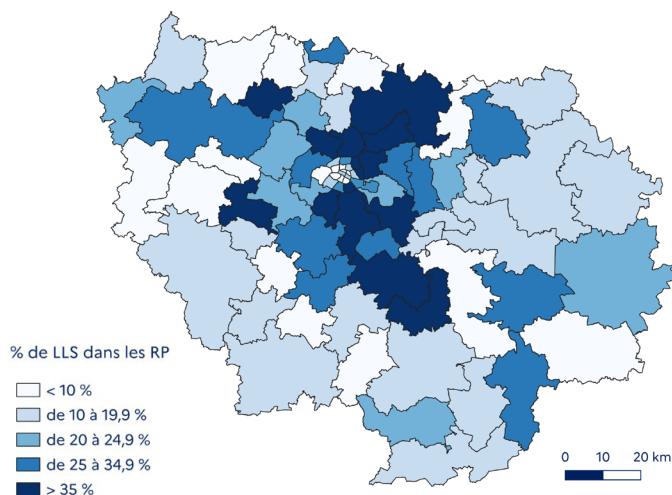 % de LLS dans les RP
< 10 %
de 10 à 19,9 %
de 20 à 24,9 %
de 25 à 34,9 %
> 35 %
0 10 20 km